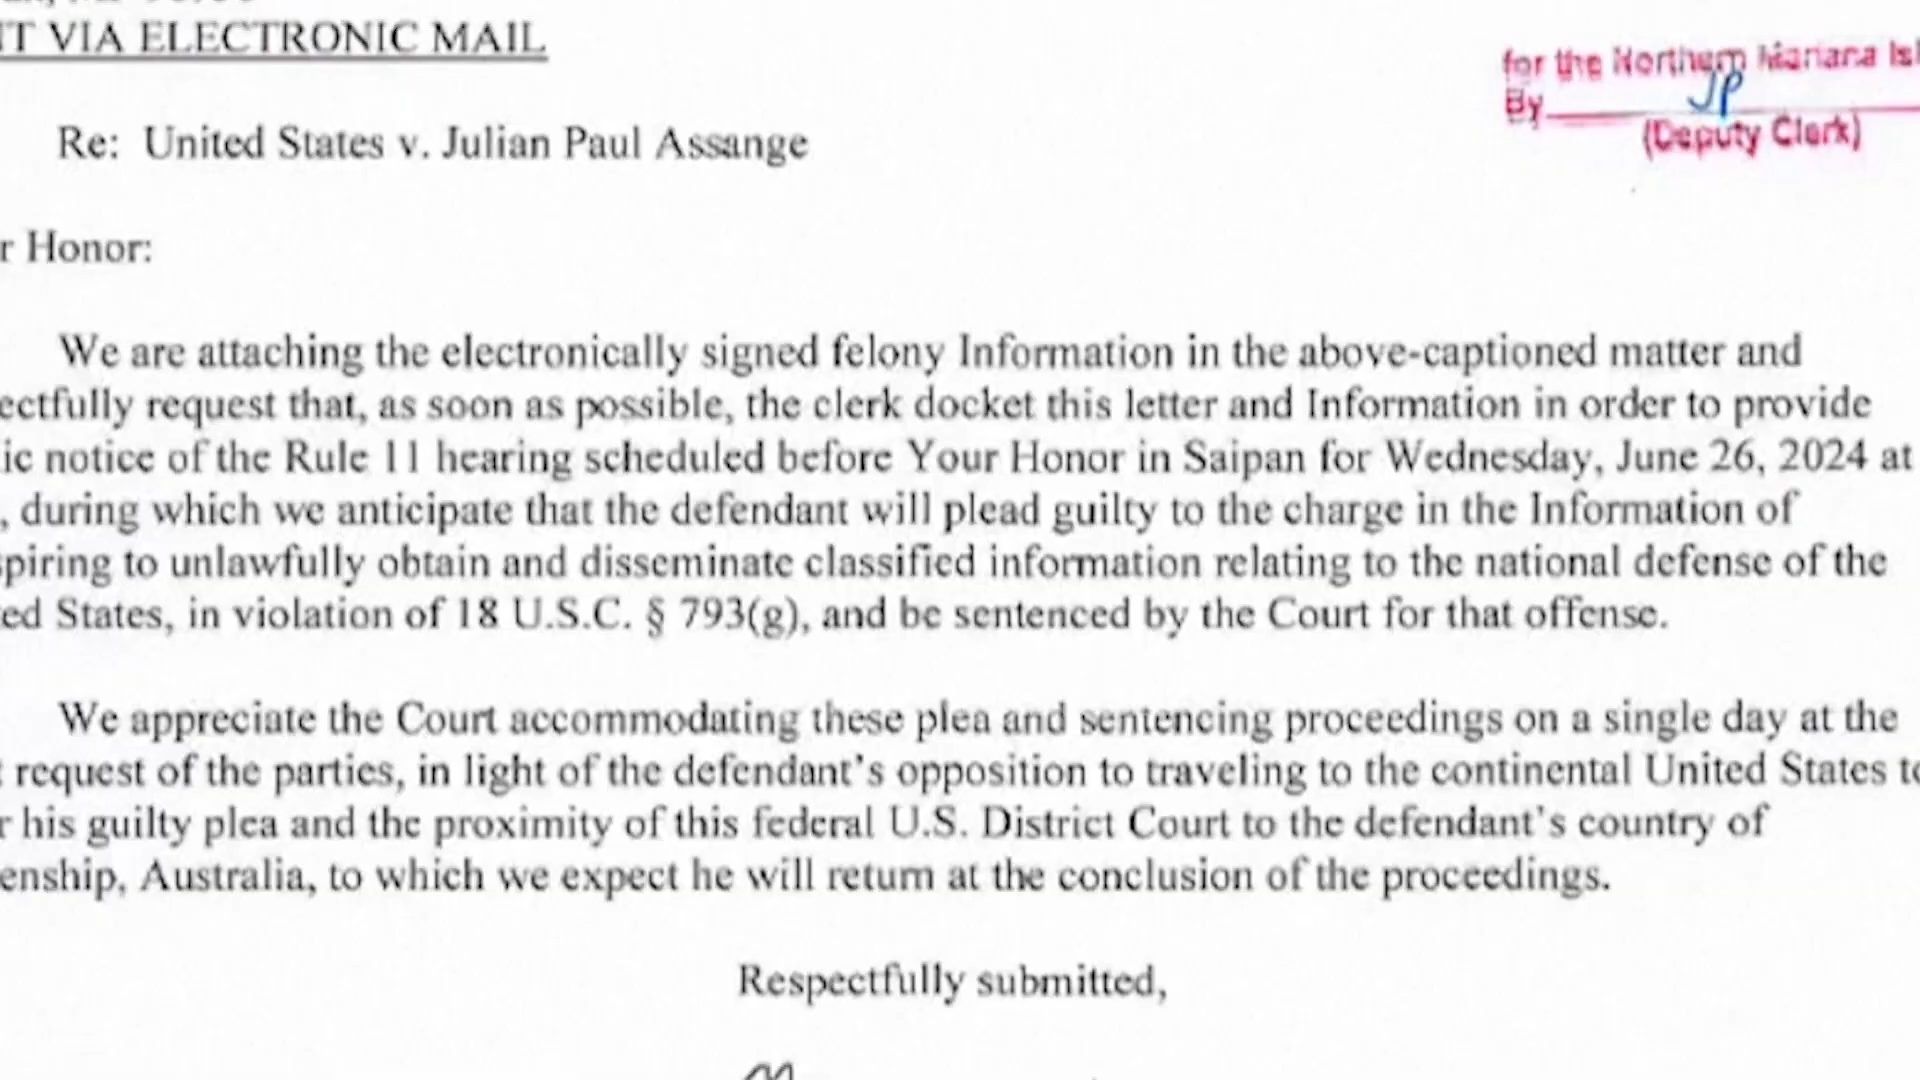 VIA ELECTRONIC MAIL
for the Northern Mariana
By JP
(Deputy Clerk)
Re: United States v. Julian Paul Assange
r Honor:
We are attaching the electronically signed felony Information in the above-captioned matter and
ectfully request that, as soon as possible, the clerk docket this letter and Information in order to provide
ic notice of the Rule 11 hearing scheduled before Your Honor in Saipan for Wednesday, June 26, 2024 at
, during which we anticipate that the defendant will plead guilty to the charge in the Information of
piring to unlawfully obtain and disseminate classified information relating to the national defense of the
ed States, in violation of 18 U.S.C. § 793(g), and be sentenced by the Court for that offense.
We appreciate the Court accommodating these plea and sentencing proceedings on a single day at the
request of the parties, in light of the defendant's opposition to traveling to the continental United States to
r his guilty plea and the proximity of this federal U.S. District Court to the defendant's country of
enship, Australia, to which we expect he will return at the conclusion of the proceedings.
Respectfully submitted,